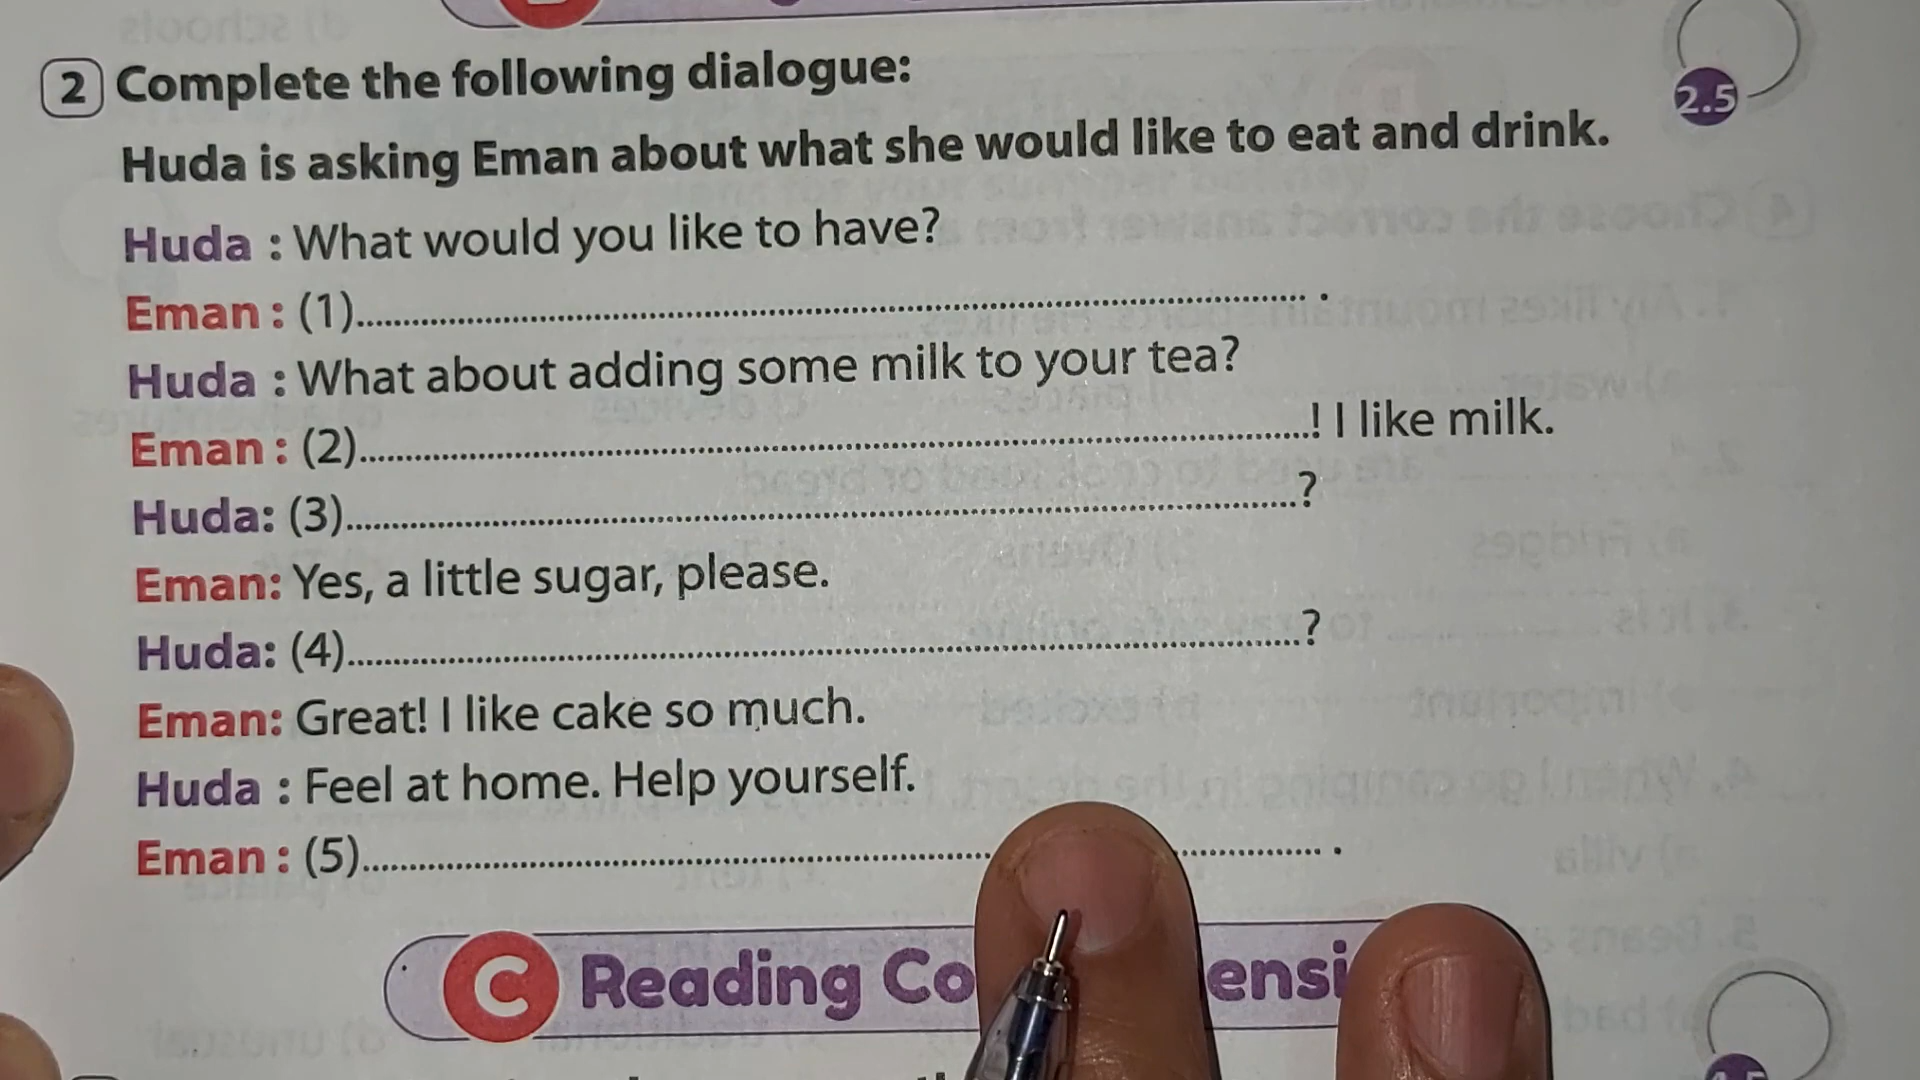 2 Complete the following dialogue:
2.5
Huda is asking Eman about what she would like to eat and drink.
Huda : What would you like to have?
Eman : (1)........................................ .
Huda : What about adding some milk to your tea?
Eman : (2)........................................! I like milk.
Huda: (3)........................................?
Eman: Yes, a little sugar, please.
Huda: (4)........................................?
Eman: Great! I like cake so much.
Huda : Feel at home. Help yourself.
Eman : (5)........................................ .
C Reading